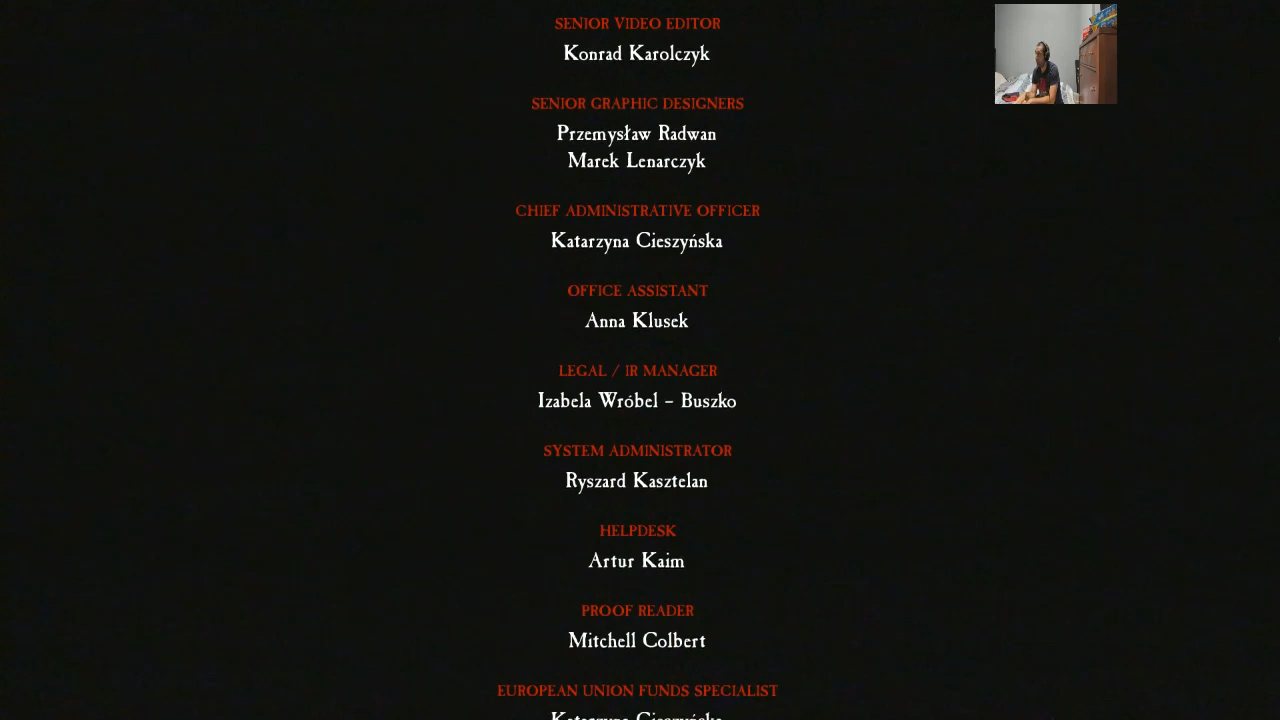 SENIOR VIDEO EDITOR
Konrad Karolczyk
SENIOR GRAPHIC DESIGNERS
Przemysław Radwan
Marek Lenarczyk
CHIEF ADMINISTRATIVE OFFICER
Katarzyna Cieszyńska
OFFICE ASSISTANT
Anna Klusek
LEGAL / IR MANAGER
Izabela Wróbel – Buszko
SYSTEM ADMINISTRATOR
Ryszard Kasztelan
HELPDESK
Artur Kaim
PROOF READER
Mitchell Colbert
EUROPEAN UNION FUNDS SPECIALIST
Katarzyna Cieszyńska